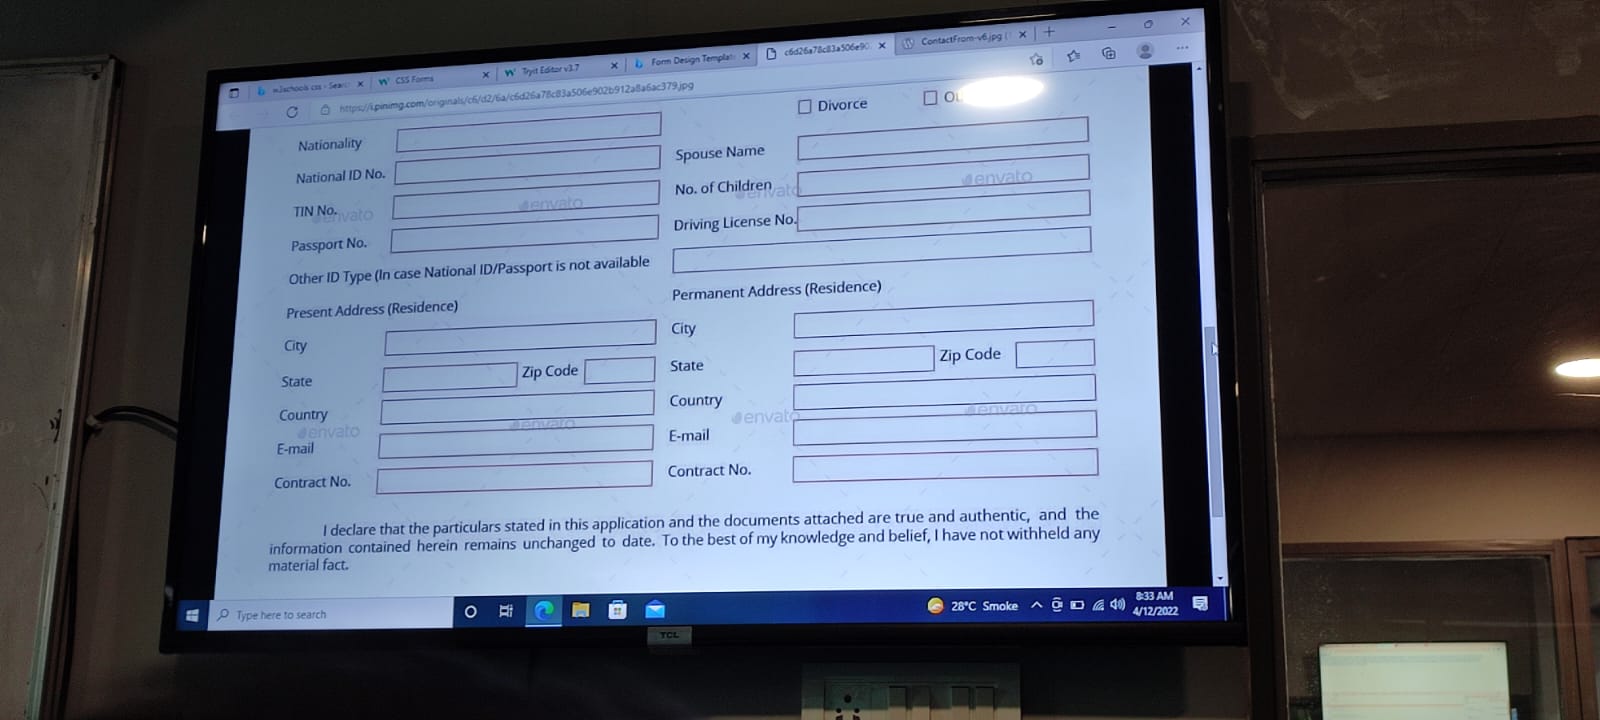 w3schools css - Searc
CSS Forms
Tryit Editor v3.7
Form Design Templat
c6d26a78c83a506e90
ContactFrom-v6.jpg (
https://i.pinimg.com/originals/c6/d2/6a/c6d26a78c83a506e902b912a8a6ac379.jpg
Divorce
Nationality
Spouse Name
National ID No.
No. of Children
TIN No.
Driving License No.
Passport No.
Other ID Type (In case National ID/Passport is not available
Present Address (Residence)
Permanent Address (Residence)
City
City
State
Zip Code
State
Zip Code
Country
Country
E-mail
E-mail
Contract No.
Contract No.
envato
envato
envato
envato
envato
envato
envato
envato
I declare that the particulars stated in this application and the documents attached are true and authentic, and the
information contained herein remains unchanged to date. To the best of my knowledge and belief, I have not withheld any
material fact.
Type here to search
28°C Smoke
8:33 AM
4/12/2022
TCL